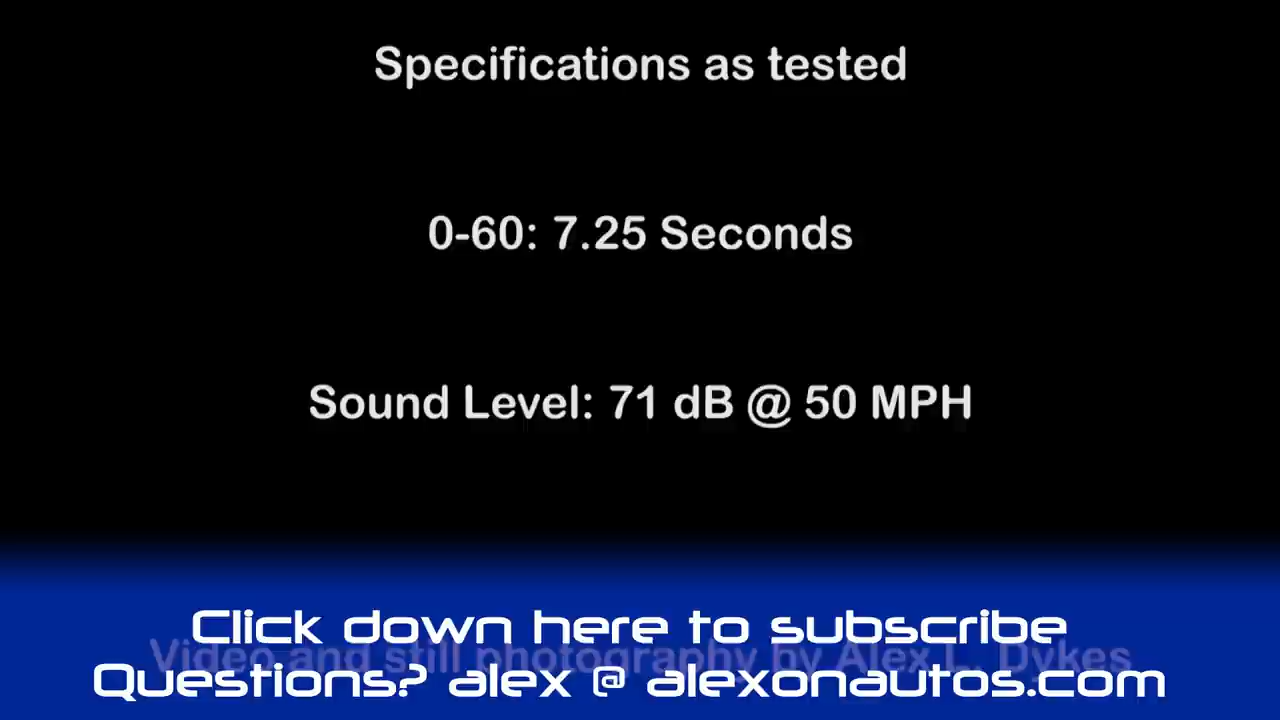 Specifications as tested
0-60: 7.25 Seconds
Sound Level: 71 dB @ 50 MPH
Click down here to subscribe
Video and still photography by Alex L. Dykes
Questions? alex @ alexonautos.com